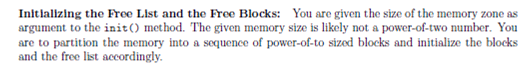 Initializing the Free List and the Free Blocks: You are given the size of the memory zone as
argument to the init() method. The given memory size is likely not a power-of-two number. You
are to partition the memory into a sequence of power-of-to sized blocks and initialize the blocks
and the free list accordingly.